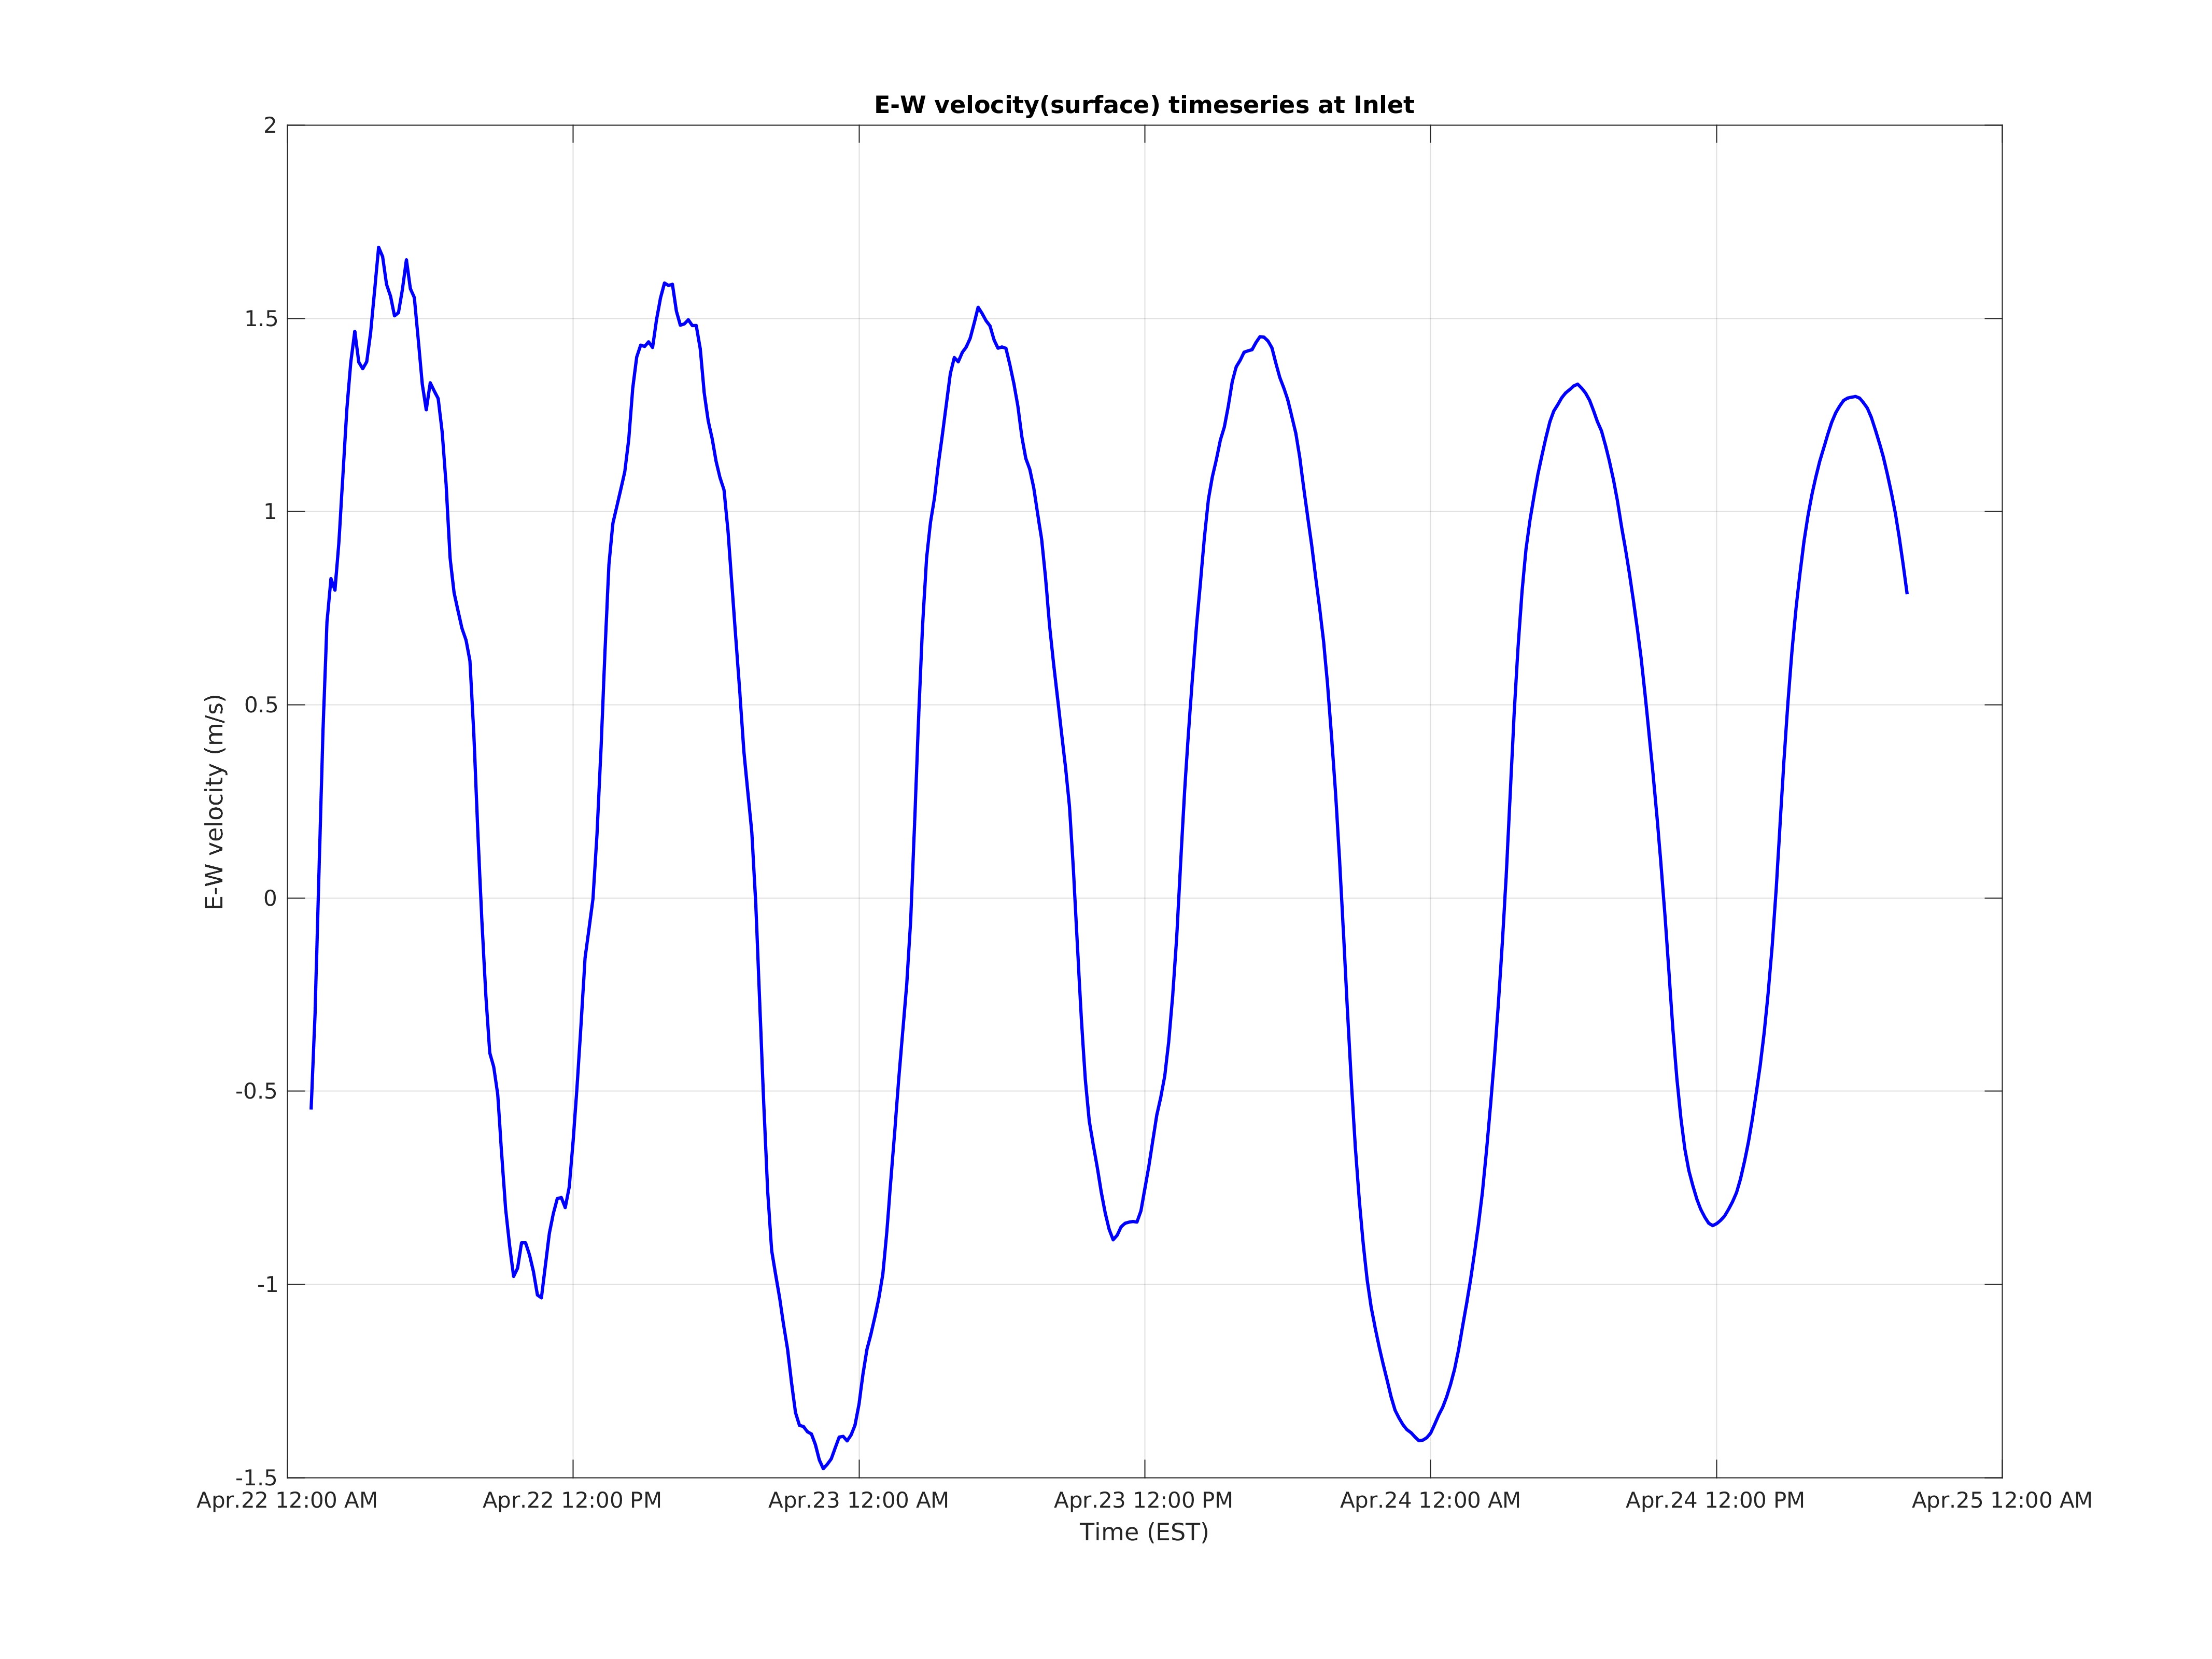 E-W velocity(surface) timeseries at Inlet
2
1.5
1
0.5
0
-0.5
-1
-1.5
E-W velocity (m/s)
Apr.22 12:00 AM
Apr.22 12:00 PM
Apr.23 12:00 AM
Apr.23 12:00 PM
Apr.24 12:00 AM
Apr.24 12:00 PM
Apr.25 12:00 AM
Time (EST)